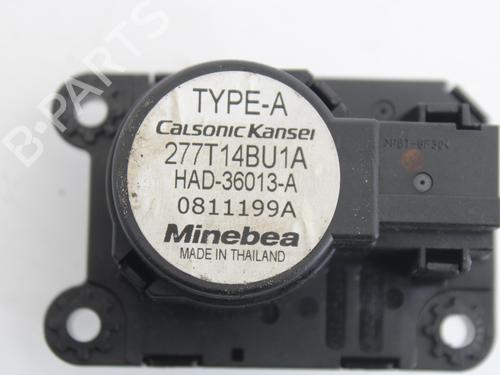 B-PARTS
TYPE-A
Calsonic Kansei
277T14BU1A
HAD-36013-A
0811199A
Minebea
MADE IN THAILAND